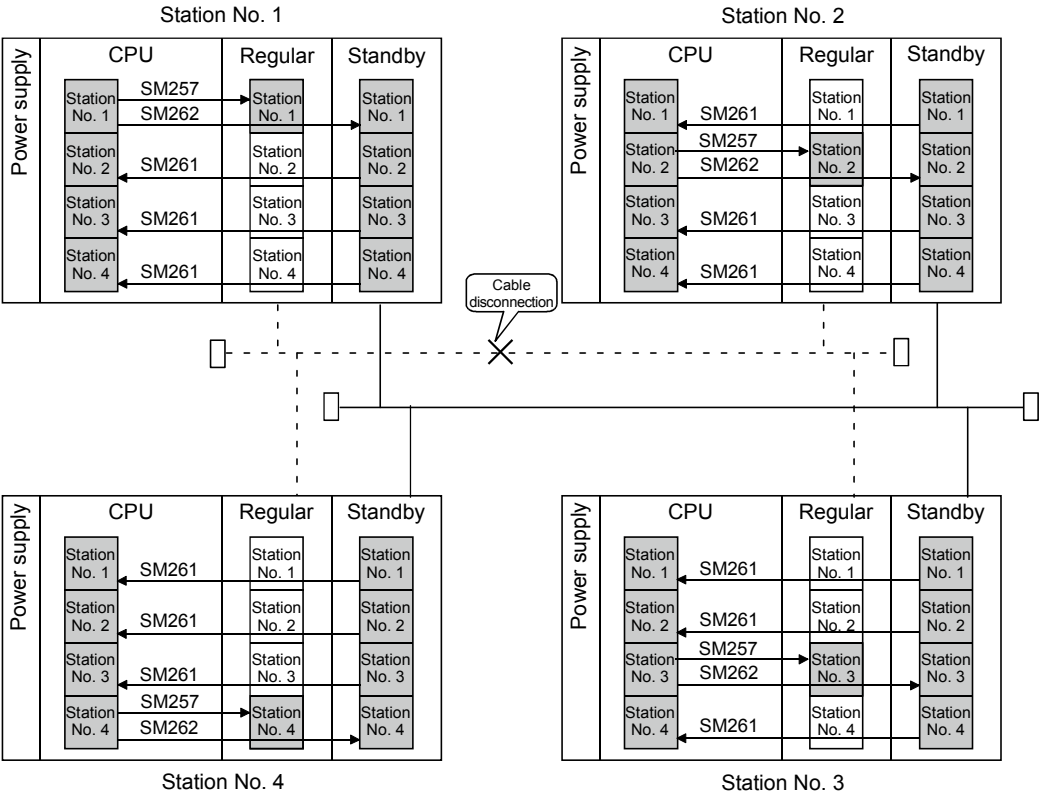 Station No. 1
Power supply
CPU
Regular
Standby
Station
No. 1
SM257
SM262
Station
No. 1
Station
No. 1
Station
No. 2
SM261
Station
No. 2
Station
No. 2
Station
No. 3
SM261
Station
No. 3
Station
No. 3
Station
No. 4
SM261
Station
No. 4
Station
No. 4
Station No. 2
Power supply
CPU
Regular
Standby
Station
No. 1
SM261
Station
No. 1
Station
No. 1
Station
No. 2
SM257
SM262
Station
No. 2
Station
No. 2
Station
No. 3
SM261
Station
No. 3
Station
No. 3
Station
No. 4
SM261
Station
No. 4
Station
No. 4
Cable
disconnection
Power supply
CPU
Regular
Standby
Station
No. 1
SM261
Station
No. 1
Station
No. 1
Station
No. 2
SM261
Station
No. 2
Station
No. 2
Station
No. 3
SM261
Station
No. 3
Station
No. 3
Station
No. 4
SM257
SM262
Station
No. 4
Station
No. 4
Station No. 4
Power supply
CPU
Regular
Standby
Station
No. 1
SM261
Station
No. 1
Station
No. 1
Station
No. 2
SM261
Station
No. 2
Station
No. 2
Station
No. 3
SM257
SM262
Station
No. 3
Station
No. 3
Station
No. 4
SM261
Station
No. 4
Station
No. 4
Station No. 3